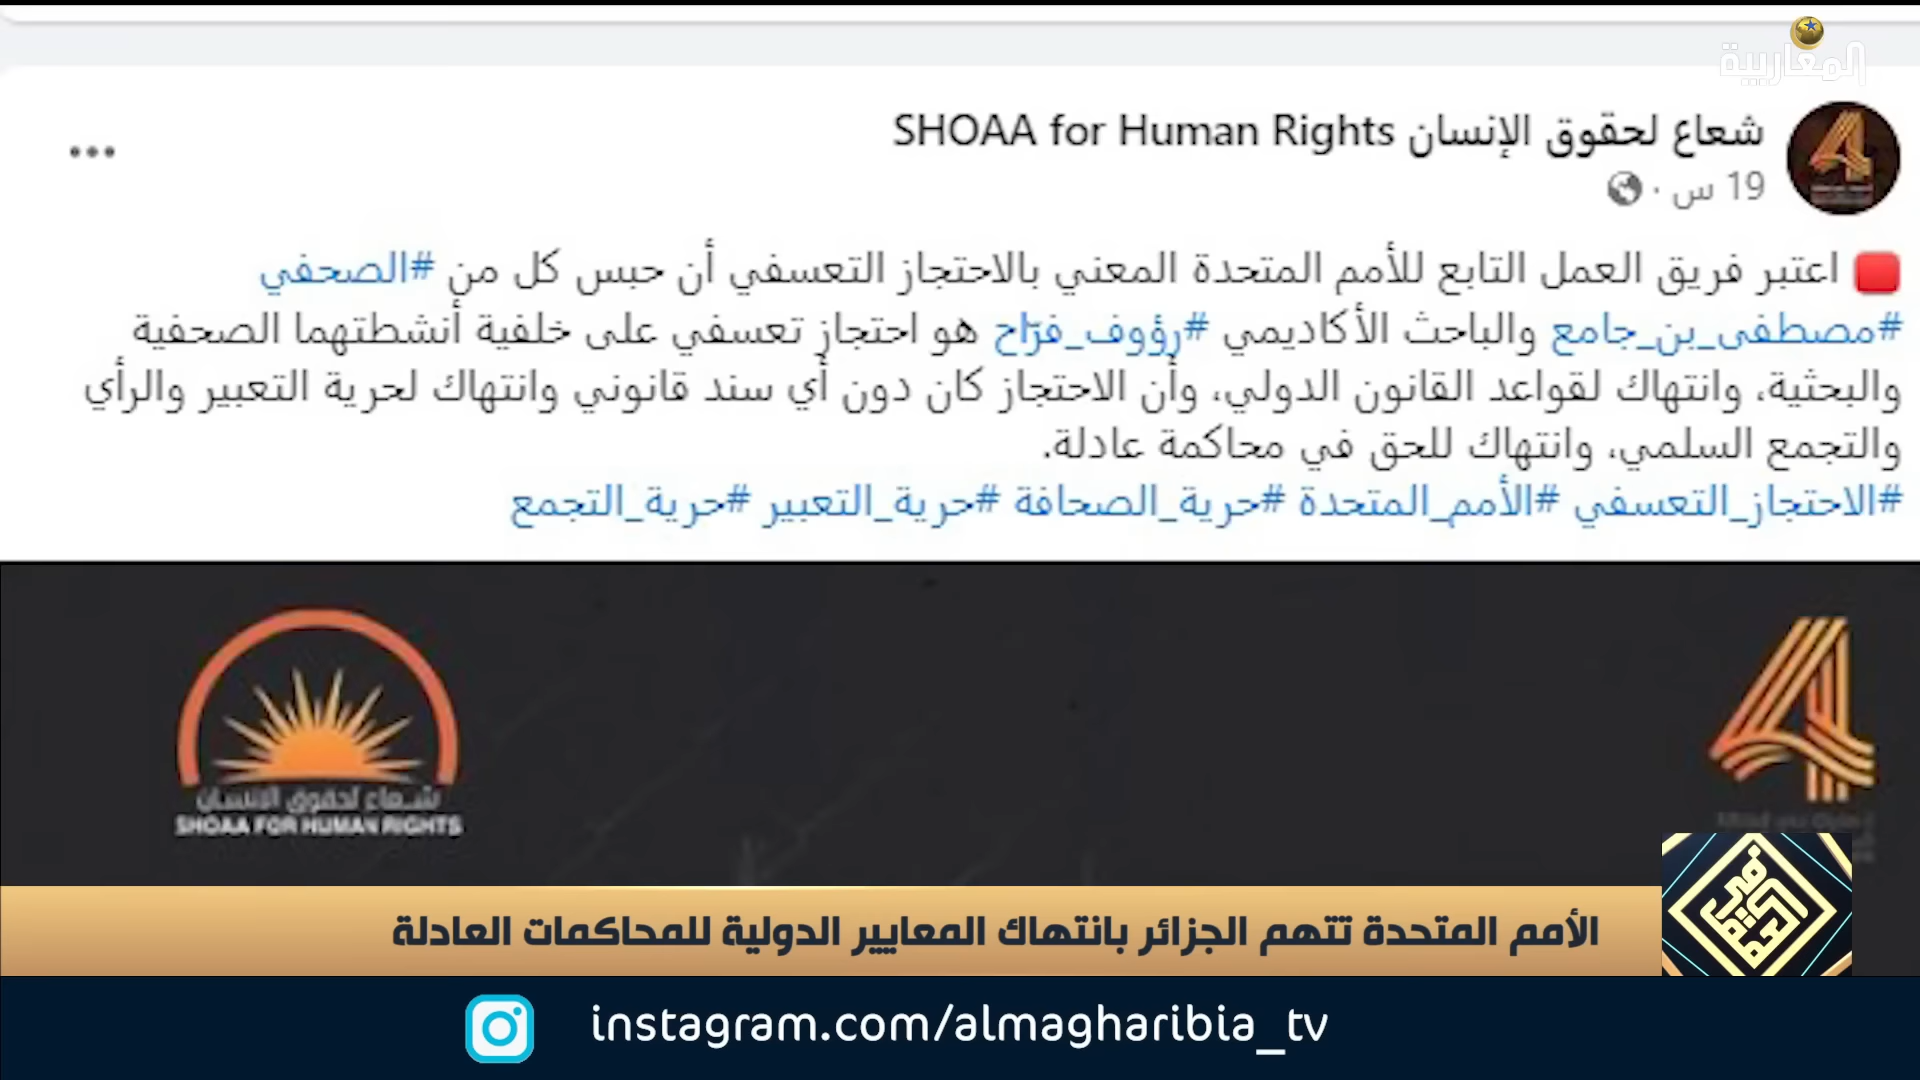 المغاربية
شعاع لحقوق الإنسان SHOAA for Human Rights
19 س ·
اعتبر فريق العمل التابع للأمم المتحدة المعني بالاحتجاز التعسفي أن حبس كل من #الصحفي
#مصطفى_بن_جامع والباحث الأكاديمي #رؤوف_فرّاح هو احتجاز تعسفي على خلفية أنشطتهما الصحفية
والبحثية، وانتهاك لقواعد القانون الدولي، وأن الاحتجاز كان دون أي سند قانوني وانتهاك لحرية التعبير والرأي
والتجمع السلمي، وانتهاك للحق في محاكمة عادلة.
#الاحتجاز_التعسفي #الأمم_المتحدة #حرية_الصحافة #حرية_التعبير #حرية_التجمع
شعاع لحقوق الانسان
SHOAA FOR HUMAN RIGHTS
الأمم المتحدة تتهم الجزائر بانتهاك المعايير الدولية للمحاكمات العادلة
instagram.com/almagharibia_tv